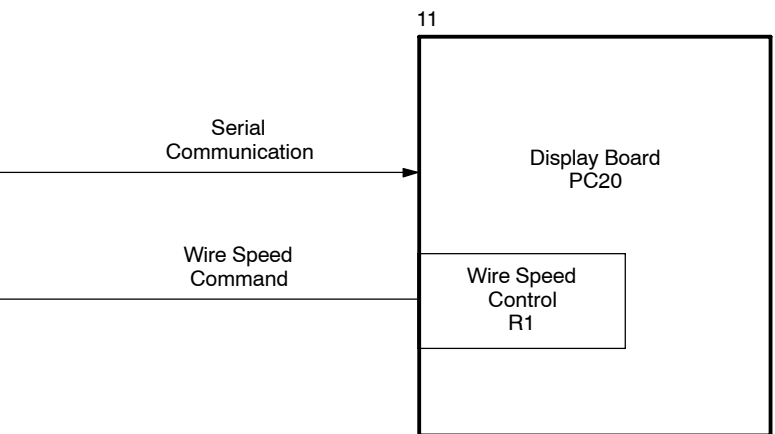 11
Serial
Communication
Display Board
PC20
Wire Speed
Command
Wire Speed
Control
R1